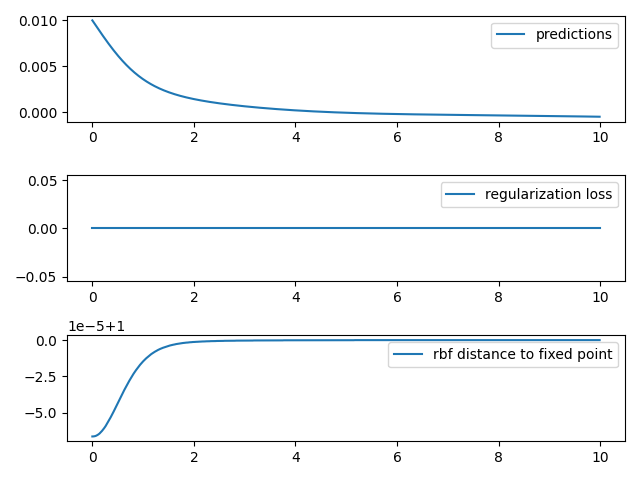 0.010
predictions
0.005
0.000
0 2 4 6 8 10
0.05
regularization loss
0.00
−0.05
0 2 4 6 8 10
1e−5+1
0.0
rbf distance to fixed point
−2.5
−5.0
0 2 4 6 8 10